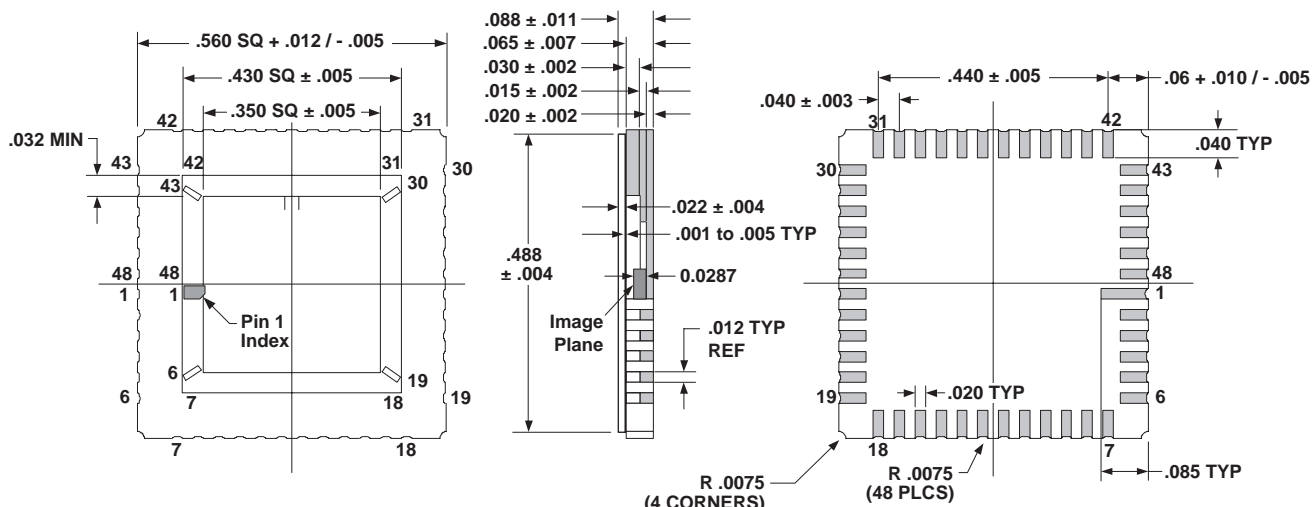 .560 SQ + .012 / - .005
.430 SQ ± .005
.350 SQ ± .005
.032 MIN
42
31
43
42
31
30
43
30
48
48
1
1
Pin 1
Index
6
19
6
7
18
19
7
18
.088 ± .011
.065 ± .007
.030 ± .002
.015 ± .002
.020 ± .002
.022 ± .004
.001 to .005 TYP
.488
± .004
0.0287
Image
Plane
.012 TYP
REF
.440 ± .005
.06 + .010 / - .005
.040 ± .003
31
42
.040 TYP
30
43
48
1
.020 TYP
19
6
18
7
R .0075
(4 CORNERS)
R .0075
(48 PLCS)
.085 TYP